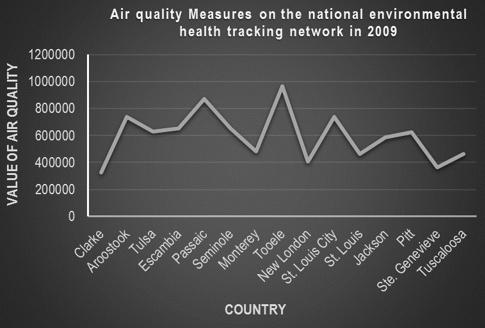 Air quality Measures on the national environmental
health tracking network in 2009
VALUE OF AIR QUALITY
1200000
1000000
800000
600000
400000
200000
0
Clarke
Aroostook
Tulsa
Escambia
Passaic
Seminole
Monterey
Tooele
New London
St. Louis City
St. Louis
Jackson
Pitt
Ste. Genevieve
Tuscaloosa
COUNTRY